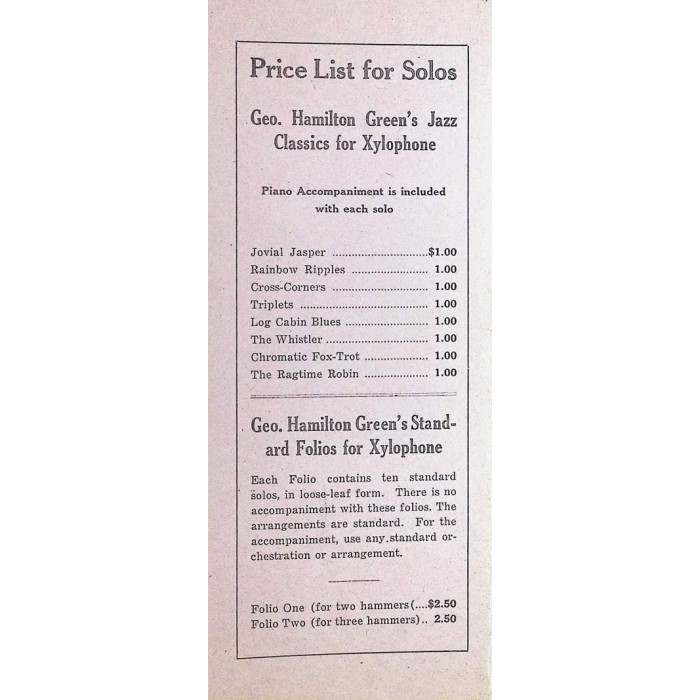 Price List for Solos
Geo. Hamilton Green's Jazz
Classics for Xylophone
Piano Accompaniment is included
with each solo
Jovial Jasper ..............................$1.00
Rainbow Ripples ........................ 1.00
Cross-Corners .............................. 1.00
Triplets ........................................ 1.00
Log Cabin Blues .......................... 1.00
The Whistler ................................ 1.00
Chromatic Fox-Trot .................... 1.00
The Ragtime Robin .................... 1.00
Geo. Hamilton Green's Stand-
ard Folios for Xylophone
Each Folio contains ten standard
solos, in loose-leaf form. There is no
accompaniment with these folios. The
arrangements are standard. For the
accompaniment, use any.standard or-
chestration or arrangement.
Folio One (for two hammers(....$2.50
Folio Two (for three hammers).. 2.50